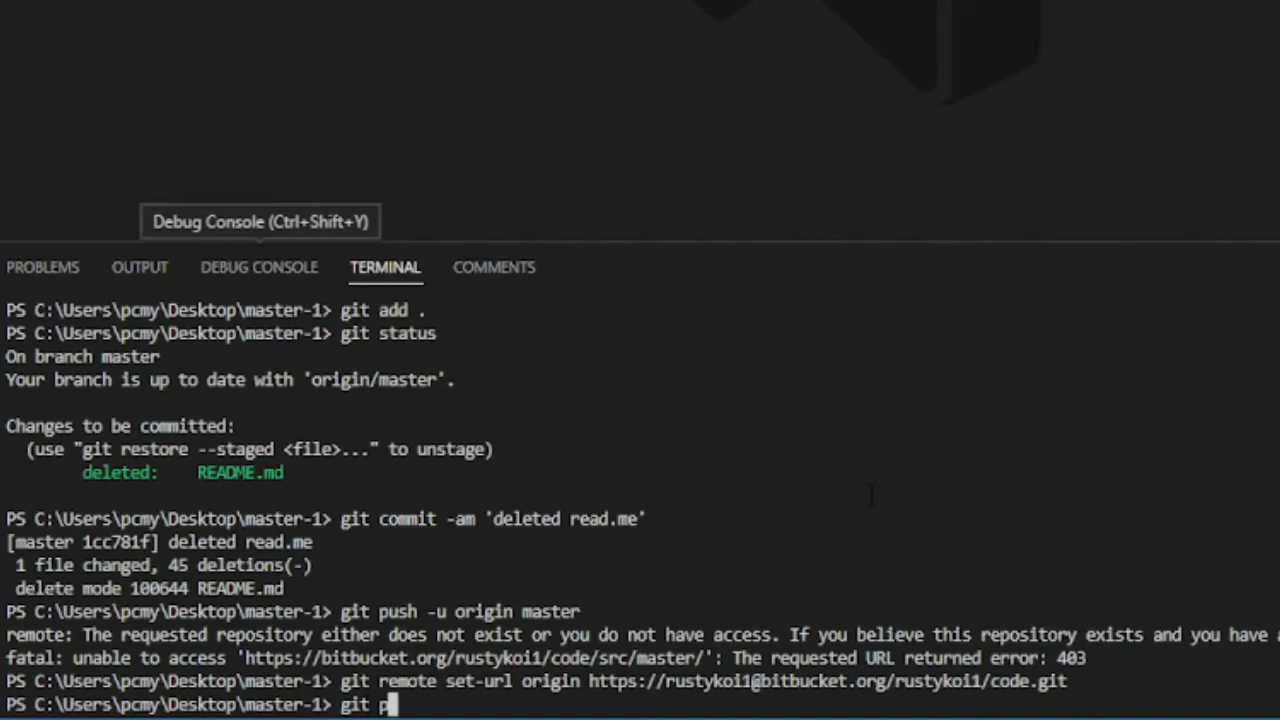 Debug Console (Ctrl+Shift+Y)
PROBLEMS OUTPUT DEBUG CONSOLE TERMINAL COMMENTS
PS C:\Users\pcmy\Desktop\master-1> git add .
PS C:\Users\pcmy\Desktop\master-1> git status
On branch master
Your branch is up to date with 'origin/master'.
Changes to be committed:
(use "git restore --staged <file>..." to unstage)
deleted: README.md
PS C:\Users\pcmy\Desktop\master-1> git commit -am 'deleted read.me'
[master 1cc781f] deleted read.me
1 file changed, 45 deletions(-)
delete mode 100644 README.md
PS C:\Users\pcmy\Desktop\master-1> git push -u origin master
remote: The requested repository either does not exist or you do not have access. If you believe this repository exists and you have
fatal: unable to access 'https://bitbucket.org/rustykoi1/code/src/master/': The requested URL returned error: 403
PS C:\Users\pcmy\Desktop\master-1> git remote set-url origin https://rustykoi1@bitbucket.org/rustykoi1/code.git
PS C:\Users\pcmy\Desktop\master-1> git p